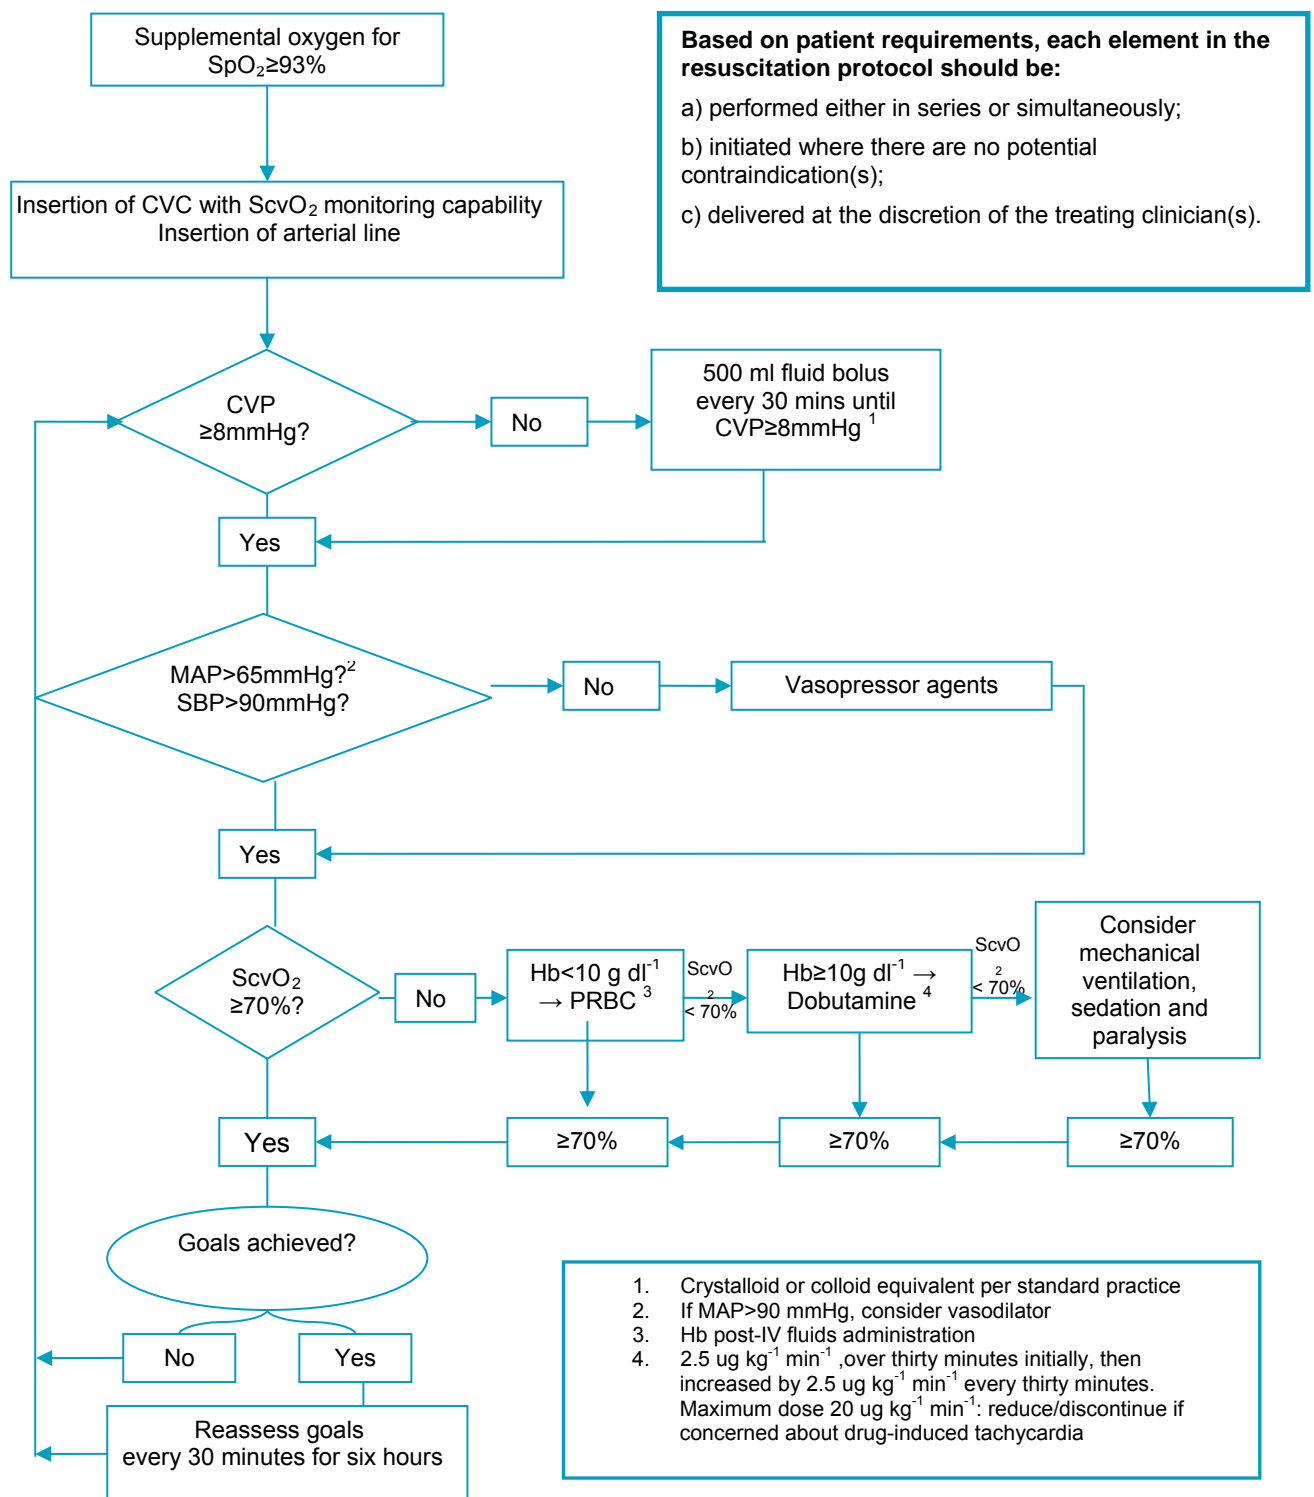 Supplemental oxygen for
SpO₂≥93%
Based on patient requirements, each element in the
resuscitation protocol should be:
a) performed either in series or simultaneously;
b) initiated where there are no potential
contraindication(s);
c) delivered at the discretion of the treating clinician(s).
Insertion of CVC with ScvO₂ monitoring capability
Insertion of arterial line
CVP
≥8mmHg?
No
500 ml fluid bolus
every 30 mins until
CVP≥8mmHg ¹
Yes
MAP>65mmHg?²
SBP>90mmHg?
No
Vasopressor agents
Yes
ScvO₂
≥70%?
No
Hb<10 g dl⁻¹
→ PRBC ³
ScvO
2
< 70%
Hb≥10g dl⁻¹ →
Dobutamine ⁴
ScvO
2
< 70%
Consider
mechanical
ventilation,
sedation and
paralysis
Yes
≥70%
≥70%
≥70%
Goals achieved?
No
Yes
Reassess goals
every 30 minutes for six hours
1. Crystalloid or colloid equivalent per standard practice
2. If MAP>90 mmHg, consider vasodilator
3. Hb post-IV fluids administration
4. 2.5 ug kg⁻¹ min⁻¹ ,over thirty minutes initially, then
increased by 2.5 ug kg⁻¹ min⁻¹ every thirty minutes.
Maximum dose 20 ug kg⁻¹ min⁻¹: reduce/discontinue if
concerned about drug-induced tachycardia